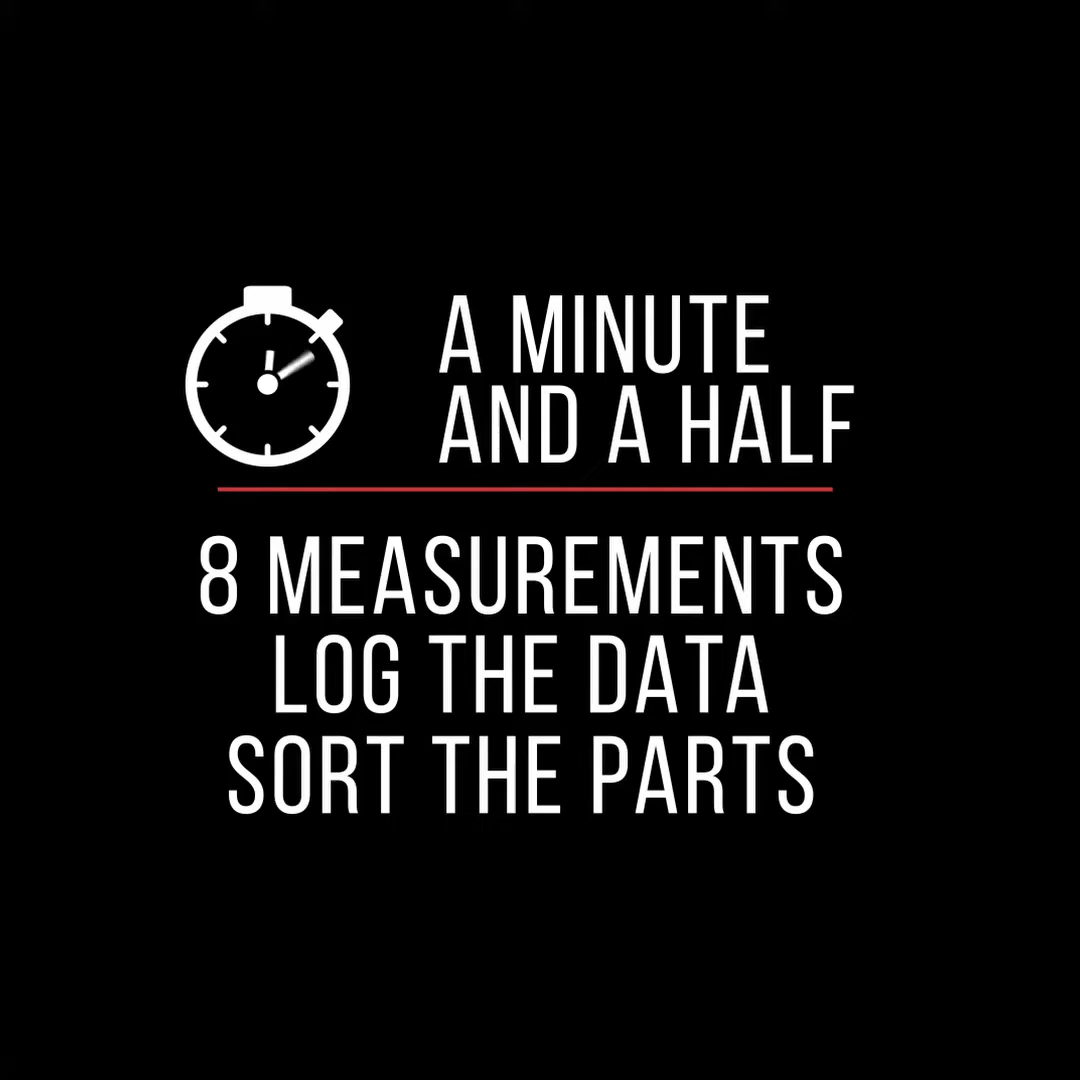 A MINUTE
AND A HALF
8 MEASUREMENTS
LOG THE DATA
SORT THE PARTS